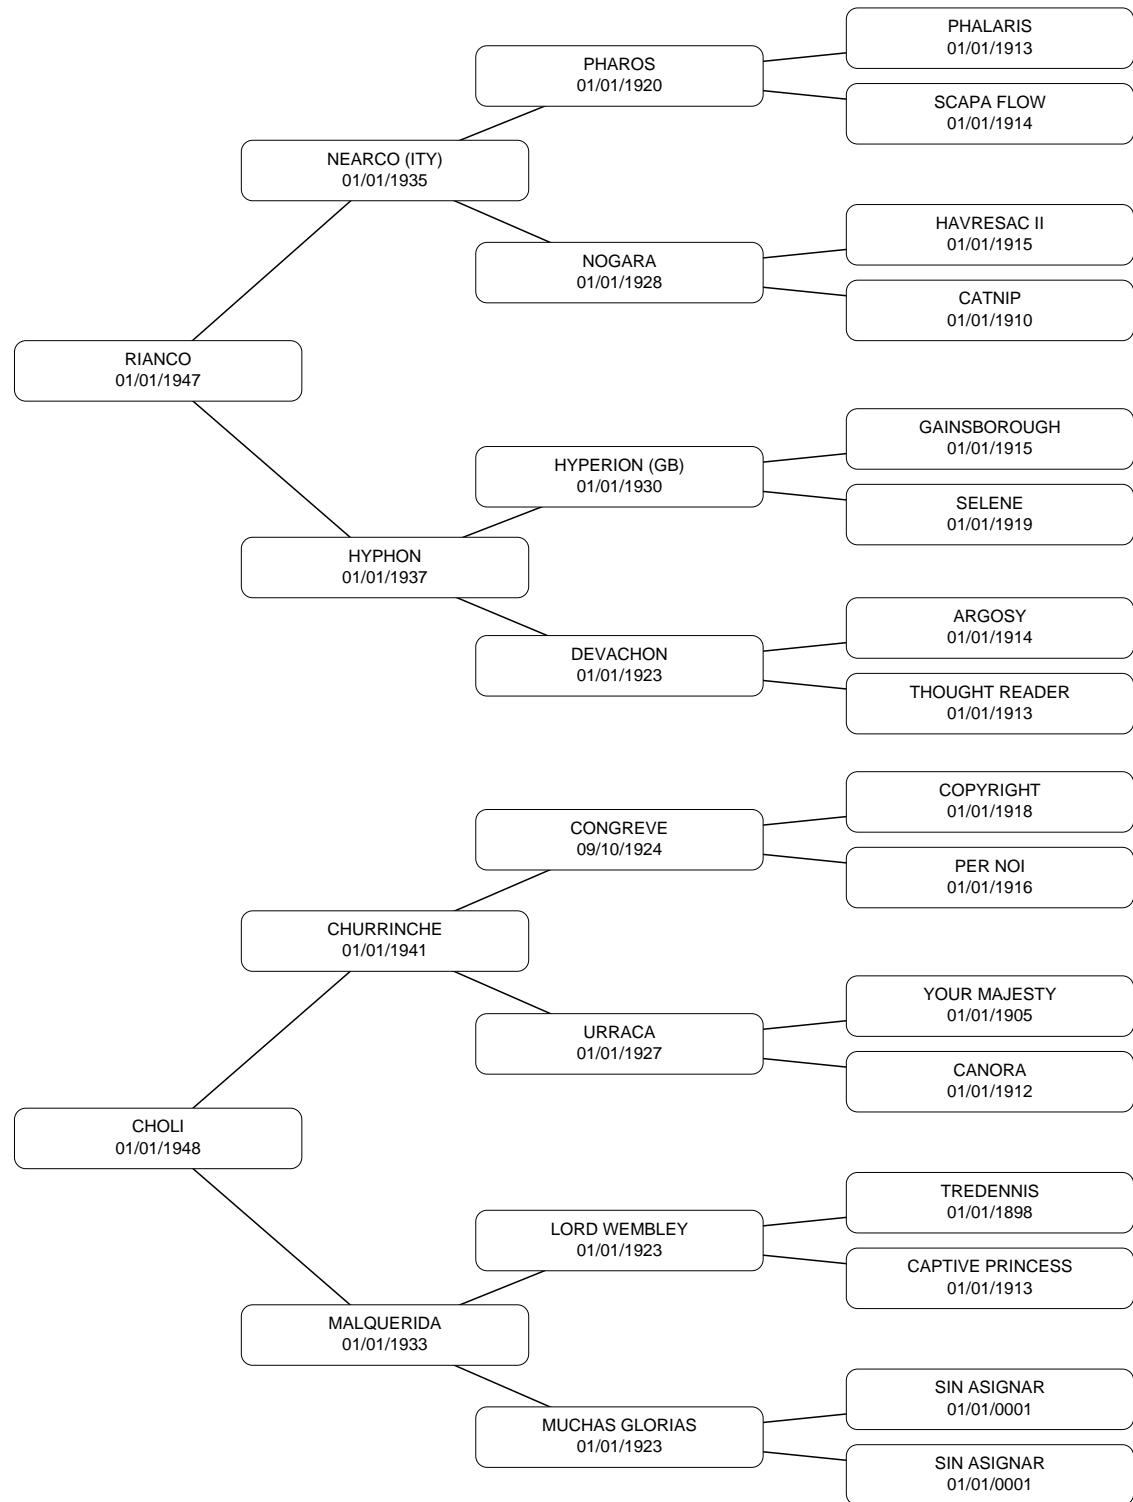 PHALARIS
01/01/1913
PHAROS
01/01/1920
SCAPA FLOW
01/01/1914
NEARCO (ITY)
01/01/1935
HAVRESAC II
01/01/1915
NOGARA
01/01/1928
CATNIP
01/01/1910
RIANCO
01/01/1947
GAINSBOROUGH
01/01/1915
HYPERION (GB)
01/01/1930
SELENE
01/01/1919
HYPHON
01/01/1937
ARGOSY
01/01/1914
DEVACHON
01/01/1923
THOUGHT READER
01/01/1913
COPYRIGHT
01/01/1918
CONGREVE
09/10/1924
PER NOI
01/01/1916
CHURRINCHE
01/01/1941
YOUR MAJESTY
01/01/1905
URRACA
01/01/1927
CANORA
01/01/1912
CHOLI
01/01/1948
TREDENNIS
01/01/1898
LORD WEMBLEY
01/01/1923
CAPTIVE PRINCESS
01/01/1913
MALQUERIDA
01/01/1933
SIN ASIGNAR
01/01/0001
MUCHAS GLORIAS
01/01/1923
SIN ASIGNAR
01/01/0001